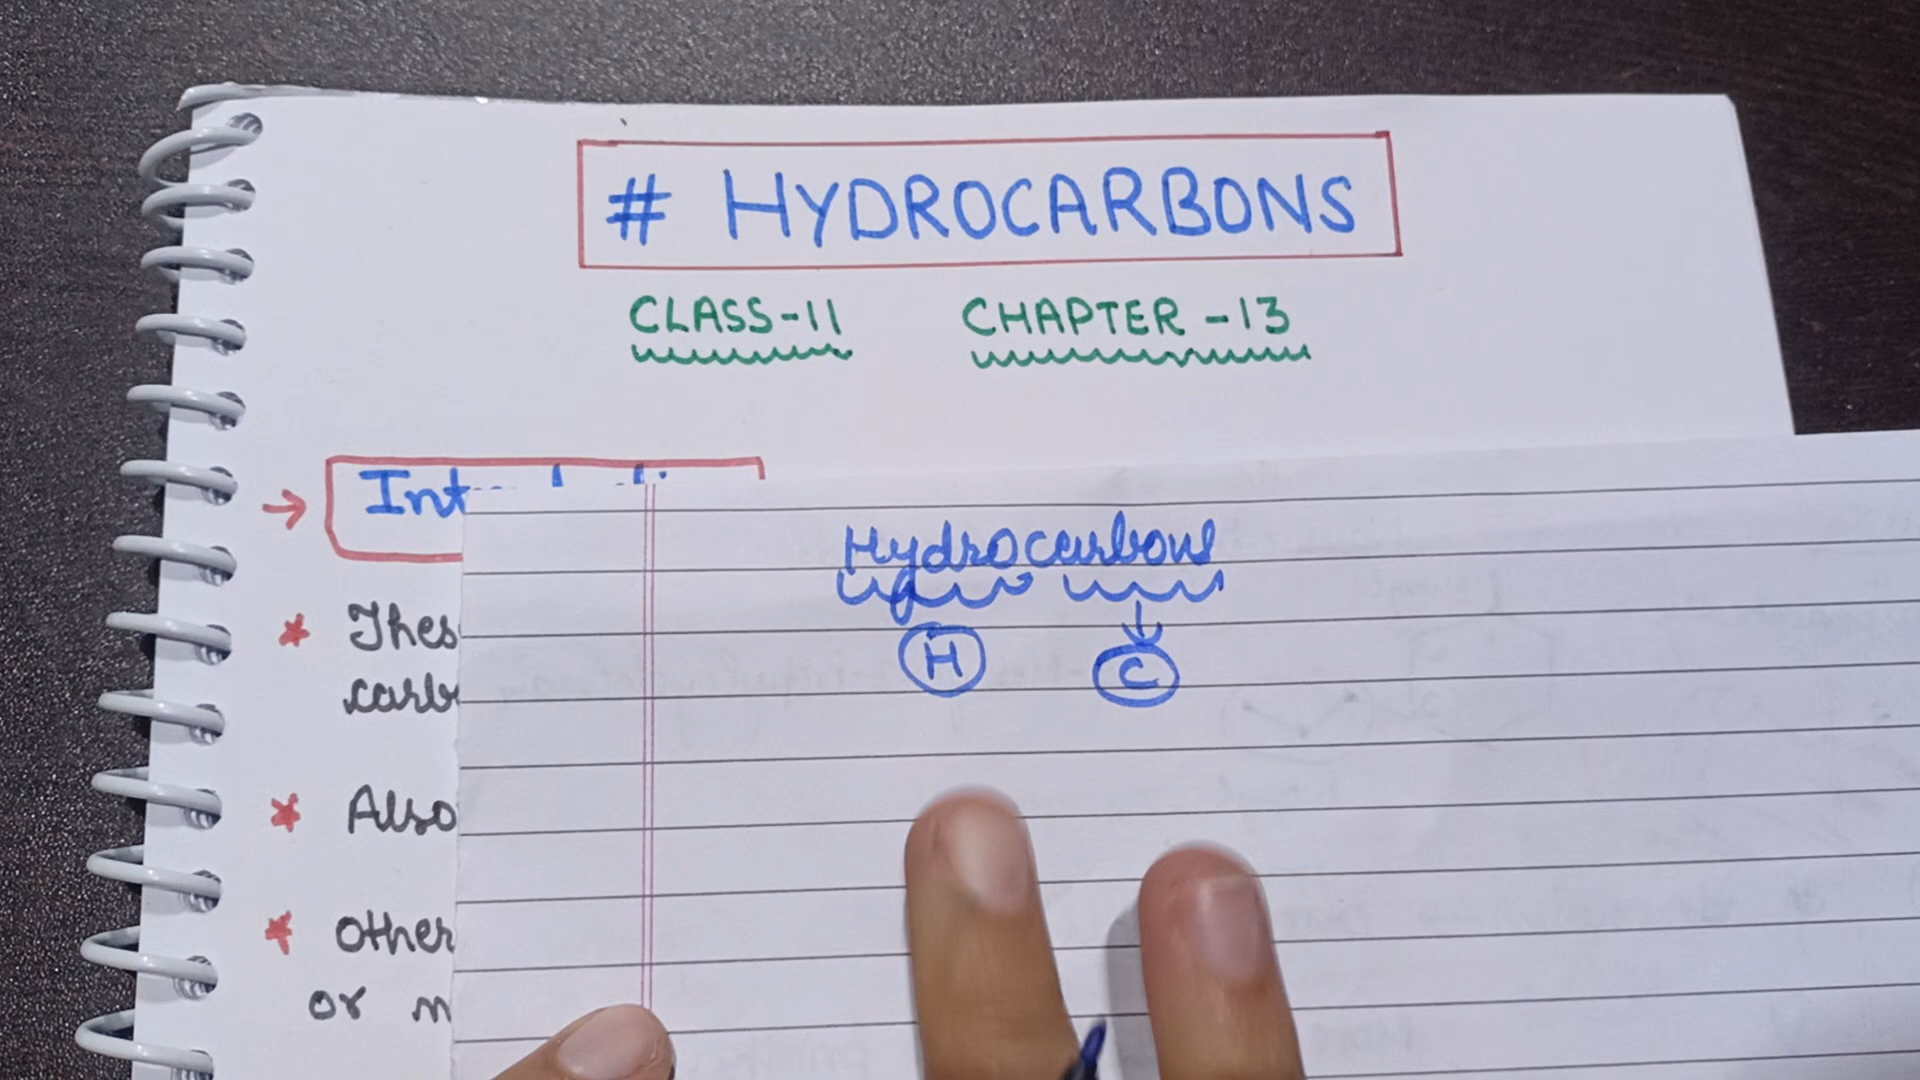 # HYDROCARBONS
CLASS-11 CHAPTER -13
→ Int
Hydrocarbons
H C
* Thes
carb
* Also
* Other
or m